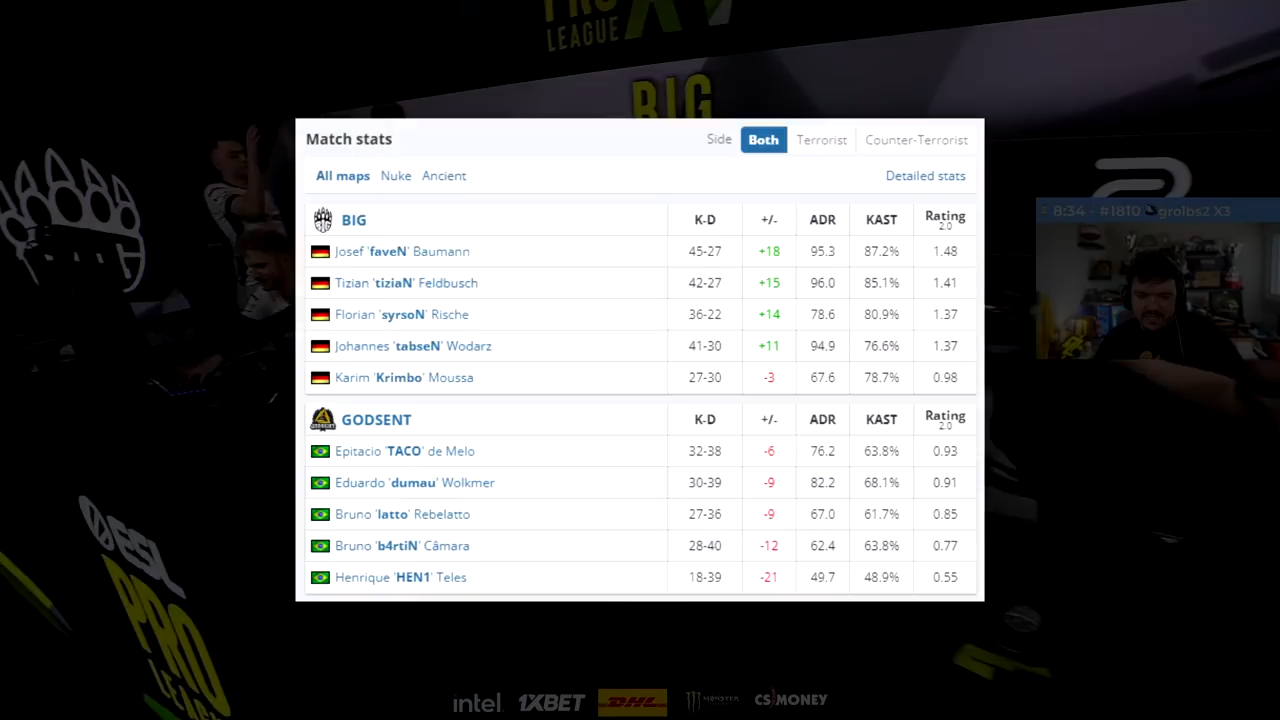 PRO
LEAGUE
BIG
Match stats Side Both Terrorist Counter-Terrorist
All maps Nuke Ancient Detailed stats
BIG K-D +/- ADR KAST Rating 2.0
Josef 'faveN' Baumann 45-27 +18 95.3 87.2% 1.48
Tizian 'tiziaN' Feldbusch 42-27 +15 96.0 85.1% 1.41
Florian 'syrsoN' Rische 36-22 +14 78.6 80.9% 1.37
Johannes 'tabseN' Wodarz 41-30 +11 94.9 76.6% 1.37
Karim 'Krimbo' Moussa 27-30 -3 67.6 78.7% 0.98
GODSENT K-D +/- ADR KAST Rating 2.0
Epitacio 'TACO' de Melo 32-38 -6 76.2 63.8% 0.93
Eduardo 'dumau' Wolkmer 30-39 -9 82.2 68.1% 0.91
Bruno 'latto' Rebelatto 27-36 -9 67.0 61.7% 0.85
Bruno 'b4rtiN' Câmara 28-40 -12 62.4 63.8% 0.77
Henrique 'HEN1' Teles 18-39 -21 49.7 48.9% 0.55
8:34 - #1810 grolbs2 X3
ESL
PRO
intel. 1XBET DHL MONSTER CS MONEY